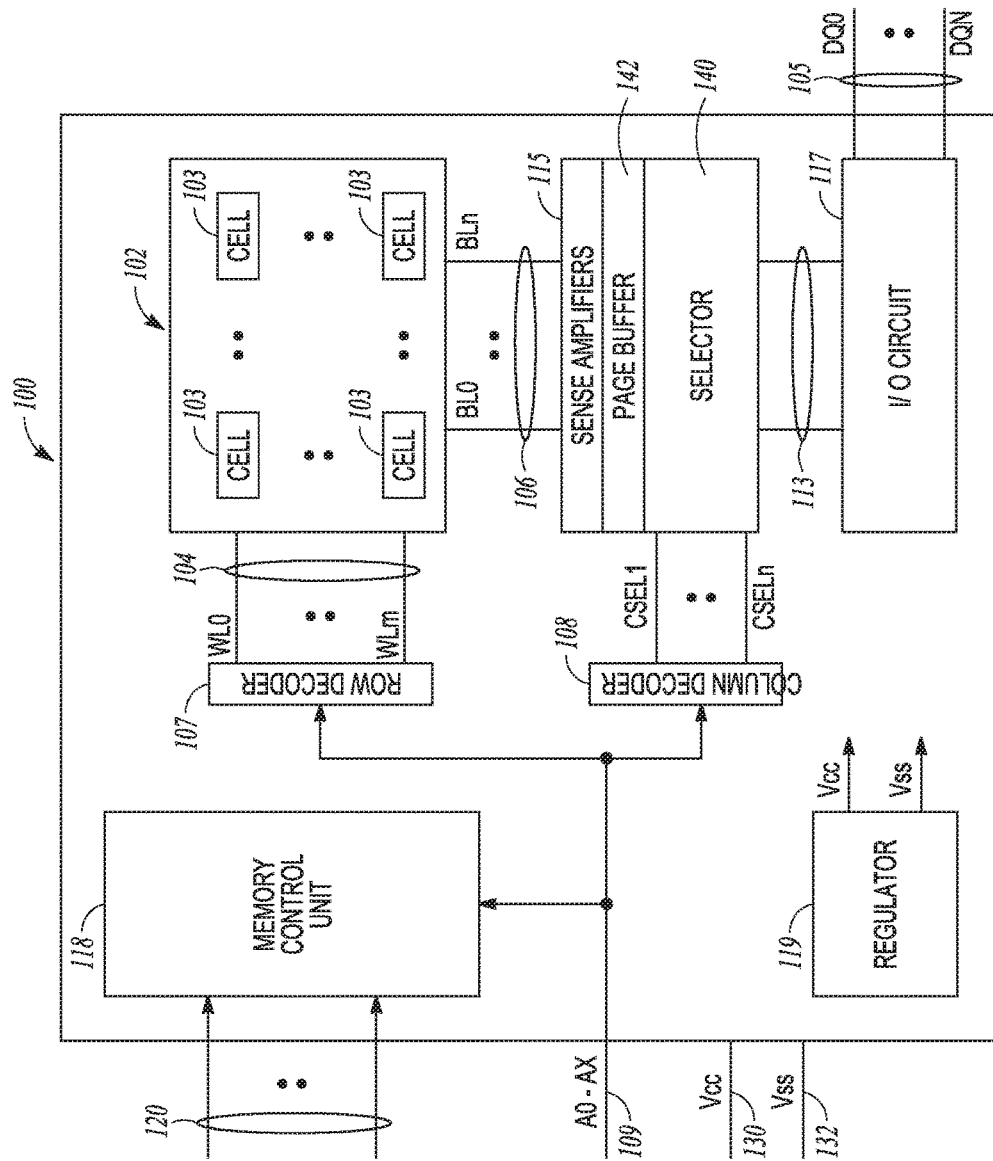 100
118
MEMORY
CONTROL
UNIT
120
107
ROW DECODER
WL0
WLm
104
102
103
CELL
103
CELL
103
CELL
103
CELL
BL0
BLn
106
115
SENSE AMPLIFIERS
PAGE BUFFER
142
SELECTOR
140
108
COLUMN DECODER
CSEL1
CSELn
A0 - AX
109
Vcc
130
Vss
132
119
REGULATOR
Vcc
Vss
113
117
I/O CIRCUIT
105
DQ0
DQN